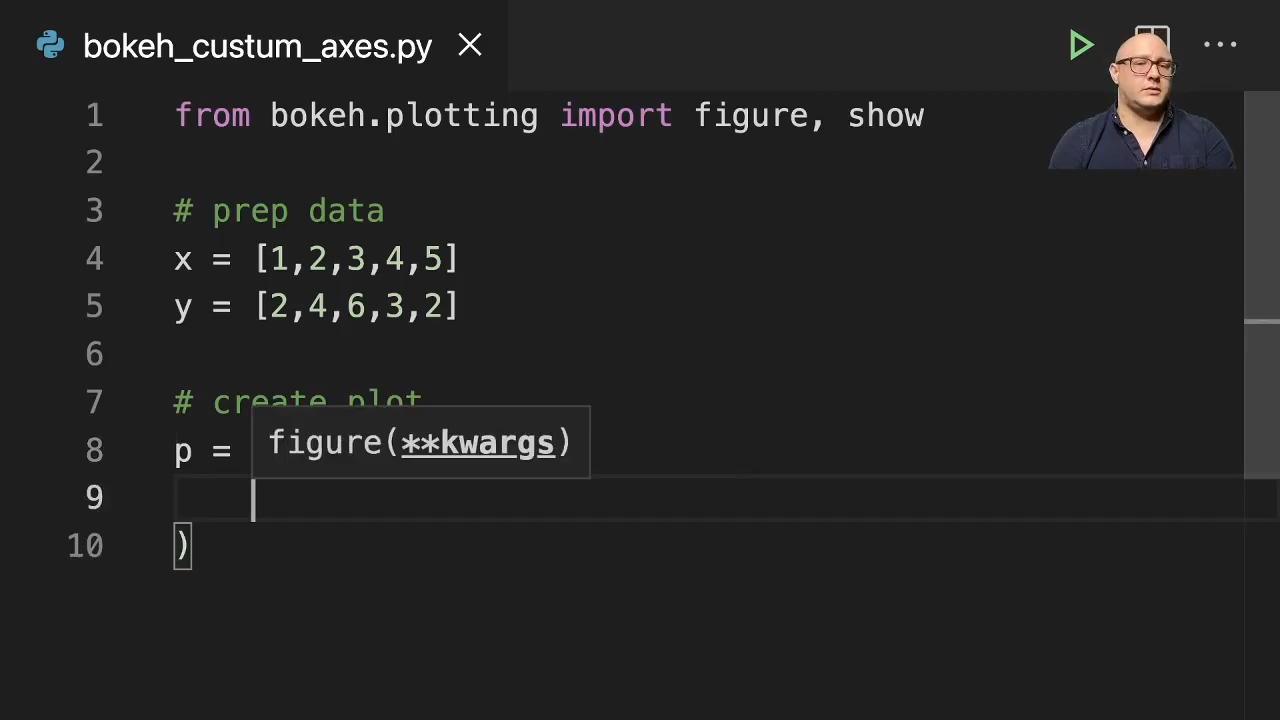 bokeh_custum_axes.py
1 from bokeh.plotting import figure, show
2
3 # prep data
4 x = [1,2,3,4,5]
5 y = [2,4,6,3,2]
6
7 # create plot
figure(**kwargs)
8 p =
9
10 )